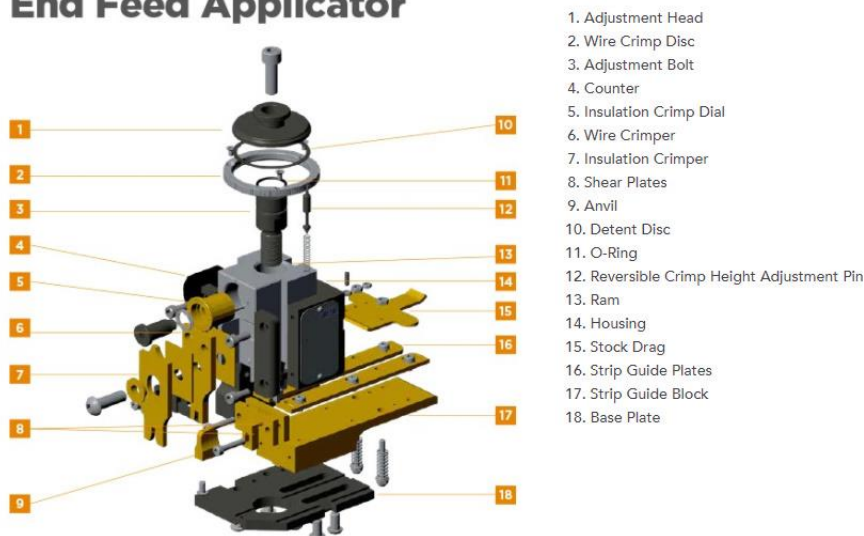 End Feed Applicator
1. Adjustment Head
2. Wire Crimp Disc
3. Adjustment Bolt
4. Counter
5. Insulation Crimp Dial
6. Wire Crimper
7. Insulation Crimper
8. Shear Plates
9. Anvil
10. Detent Disc
11. O-Ring
12. Reversible Crimp Height Adjustment Pin
13. Ram
14. Housing
15. Stock Drag
16. Strip Guide Plates
17. Strip Guide Block
18. Base Plate
1
2
3
4
5
6
7
8
9
10
11
12
13
14
15
16
17
18